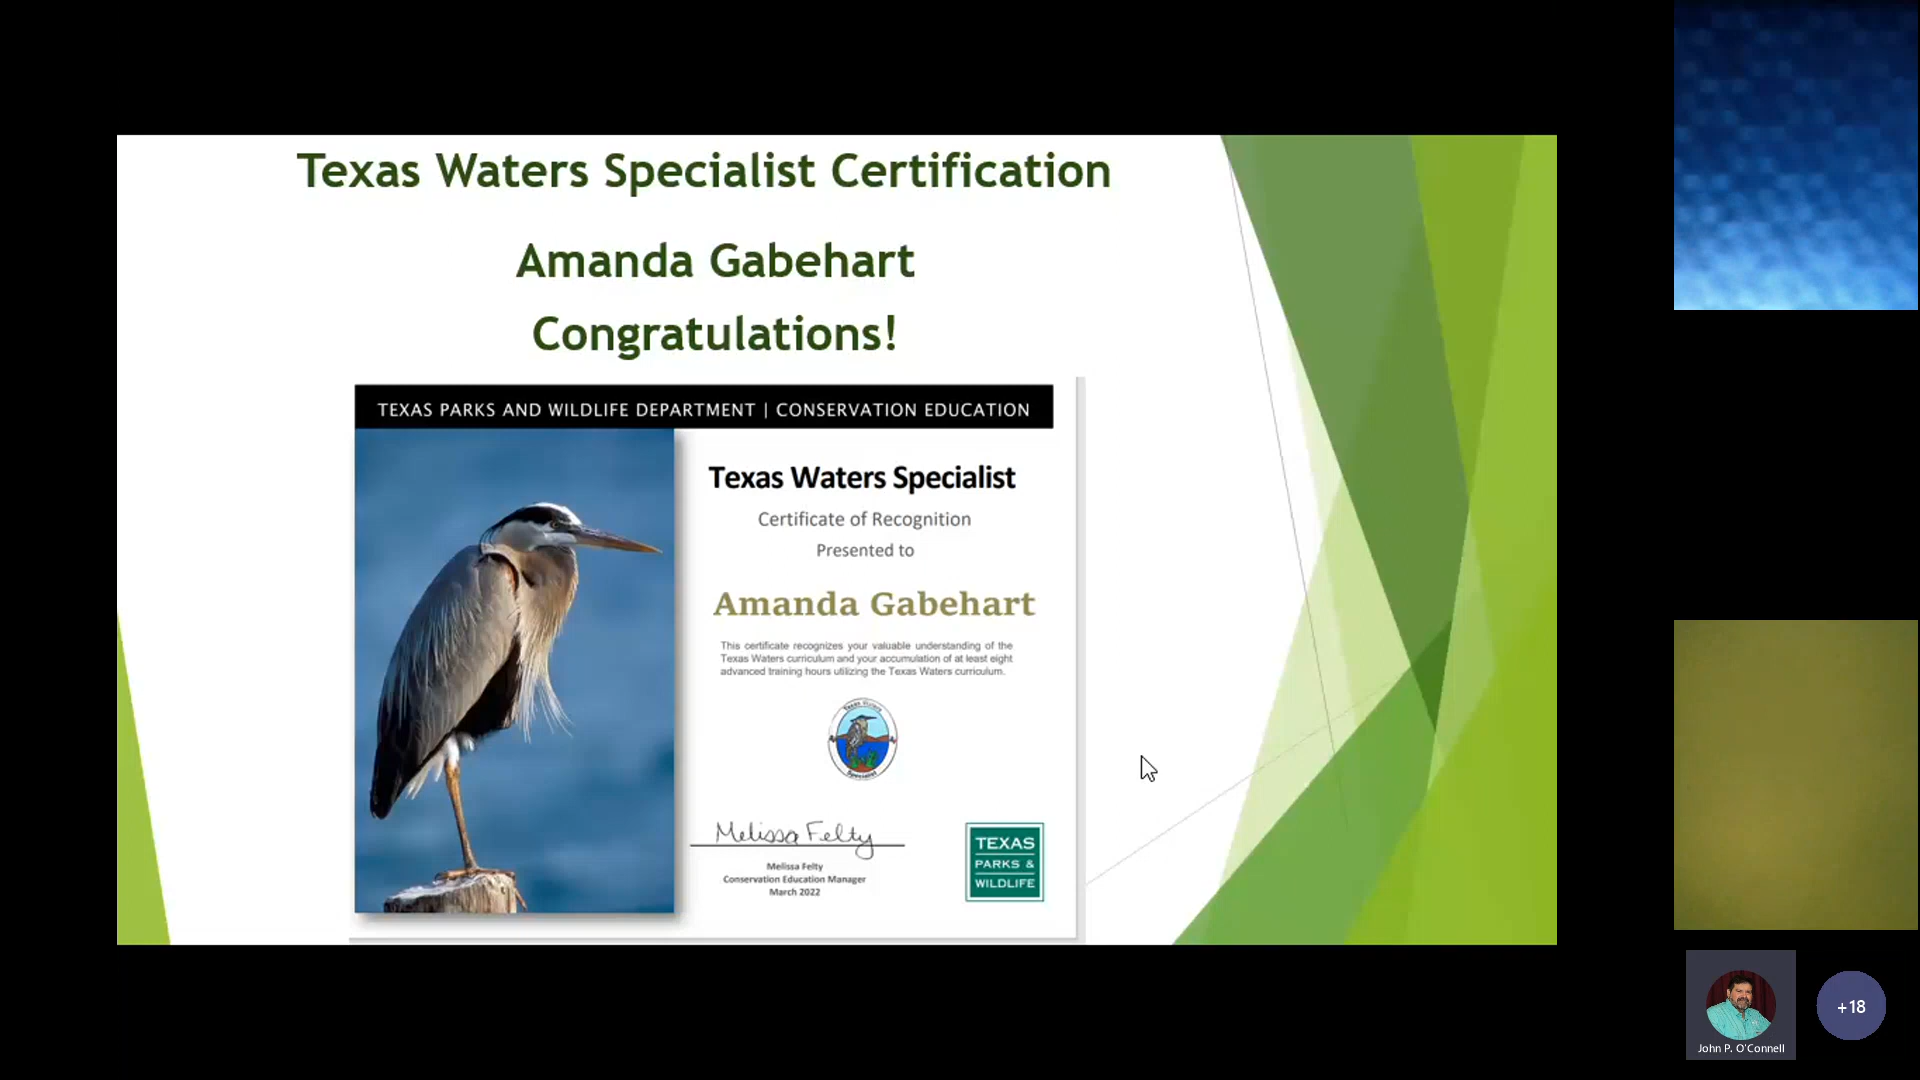 Texas Waters Specialist Certification
Amanda Gabehart
Congratulations!
TEXAS PARKS AND WILDLIFE DEPARTMENT | CONSERVATION EDUCATION
Texas Waters Specialist
Certificate of Recognition
Presented to
Amanda Gabehart
This certificate recognizes your valuable understanding of the
Texas Waters curriculum and your accumulation of at least eight
advanced training hours utilizing the Texas Waters curriculum.
Texas Waters
Specialist
Melissa Felty
Melissa Felty
Conservation Education Manager
March 2022
TEXAS
PARKS &
WILDLIFE
John P. O'Connell
+18